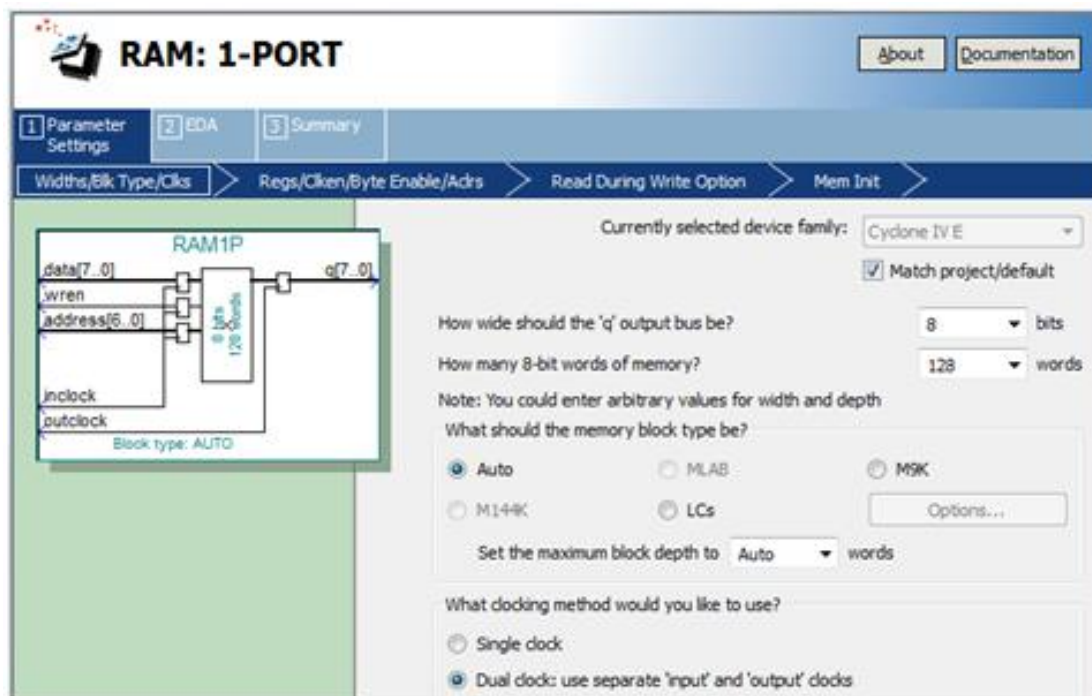 RAM: 1-PORT
About
Documentation
1 Parameter Settings
2 EDA
3 Summary
Widths/Blk Type/Clks
Regs/Clken/Byte Enable/Adrs
Read During Write Option
Mem Init
RAM1P
data[7..0]
q[7..0]
wren
address[6..0]
8 bits
128 words
inclock
outclock
Block type: AUTO
Currently selected device family:
Cyclone IV E
Match project/default
How wide should the 'q' output bus be?
8
bits
How many 8-bit words of memory?
128
words
Note: You could enter arbitrary values for width and depth
What should the memory block type be?
Auto
MLAB
M9K
M144K
LCs
Options...
Set the maximum block depth to
Auto
words
What clocking method would you like to use?
Single clock
Dual clock: use separate 'input' and 'output' clocks